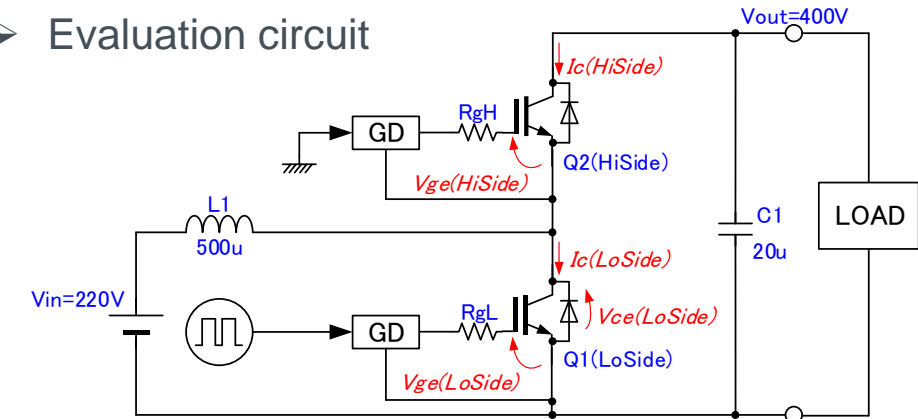 Evaluation circuit
Vout=400V
Ic(HiSide)
RgH
GD
Q2(HiSide)
Vge(HiSide)
L1
500u
C1
20u
LOAD
Ic(LoSide)
Vin=220V
RgL
Vce(LoSide)
GD
Q1(LoSide)
Vge(LoSide)